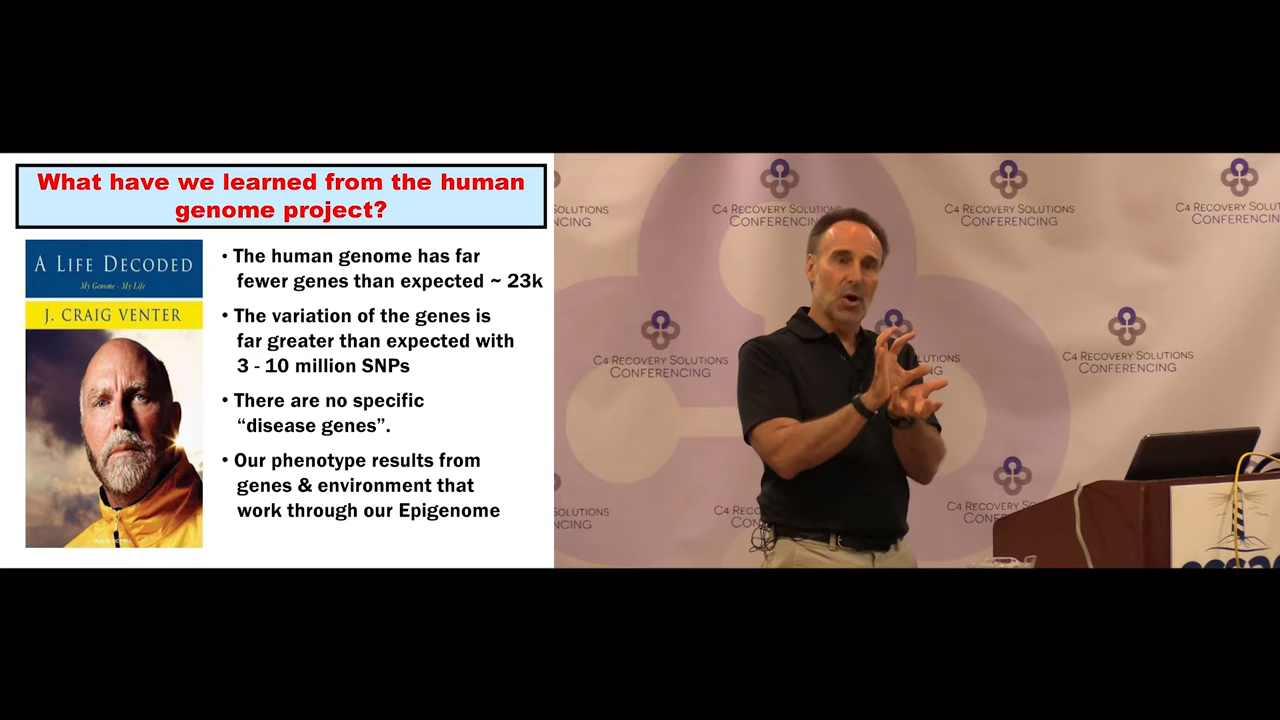 What have we learned from the human
genome project?
A LIFE DECODED
My Genome - My Life
J. CRAIG VENTER
• The human genome has far
fewer genes than expected ~ 23k
• The variation of the genes is
far greater than expected with
3 - 10 million SNPs
• There are no specific
“disease genes”.
• Our phenotype results from
genes & environment that
work through our Epigenome
SOLUTIONS
CONFERENCING
C4 RECOVERY SOLUTIONS
CONFERENCING
C4 RECOVERY SOLUTIONS
CONFERENCING
C4 RECOVERY SOLUTIONS
CONFERENCING
C4 RECOVERY SOLUTIONS
CONFERENCING
C4 RECOVERY SOLUTIONS
CONFERENCING
SOLUTIONS
CONFERENCING